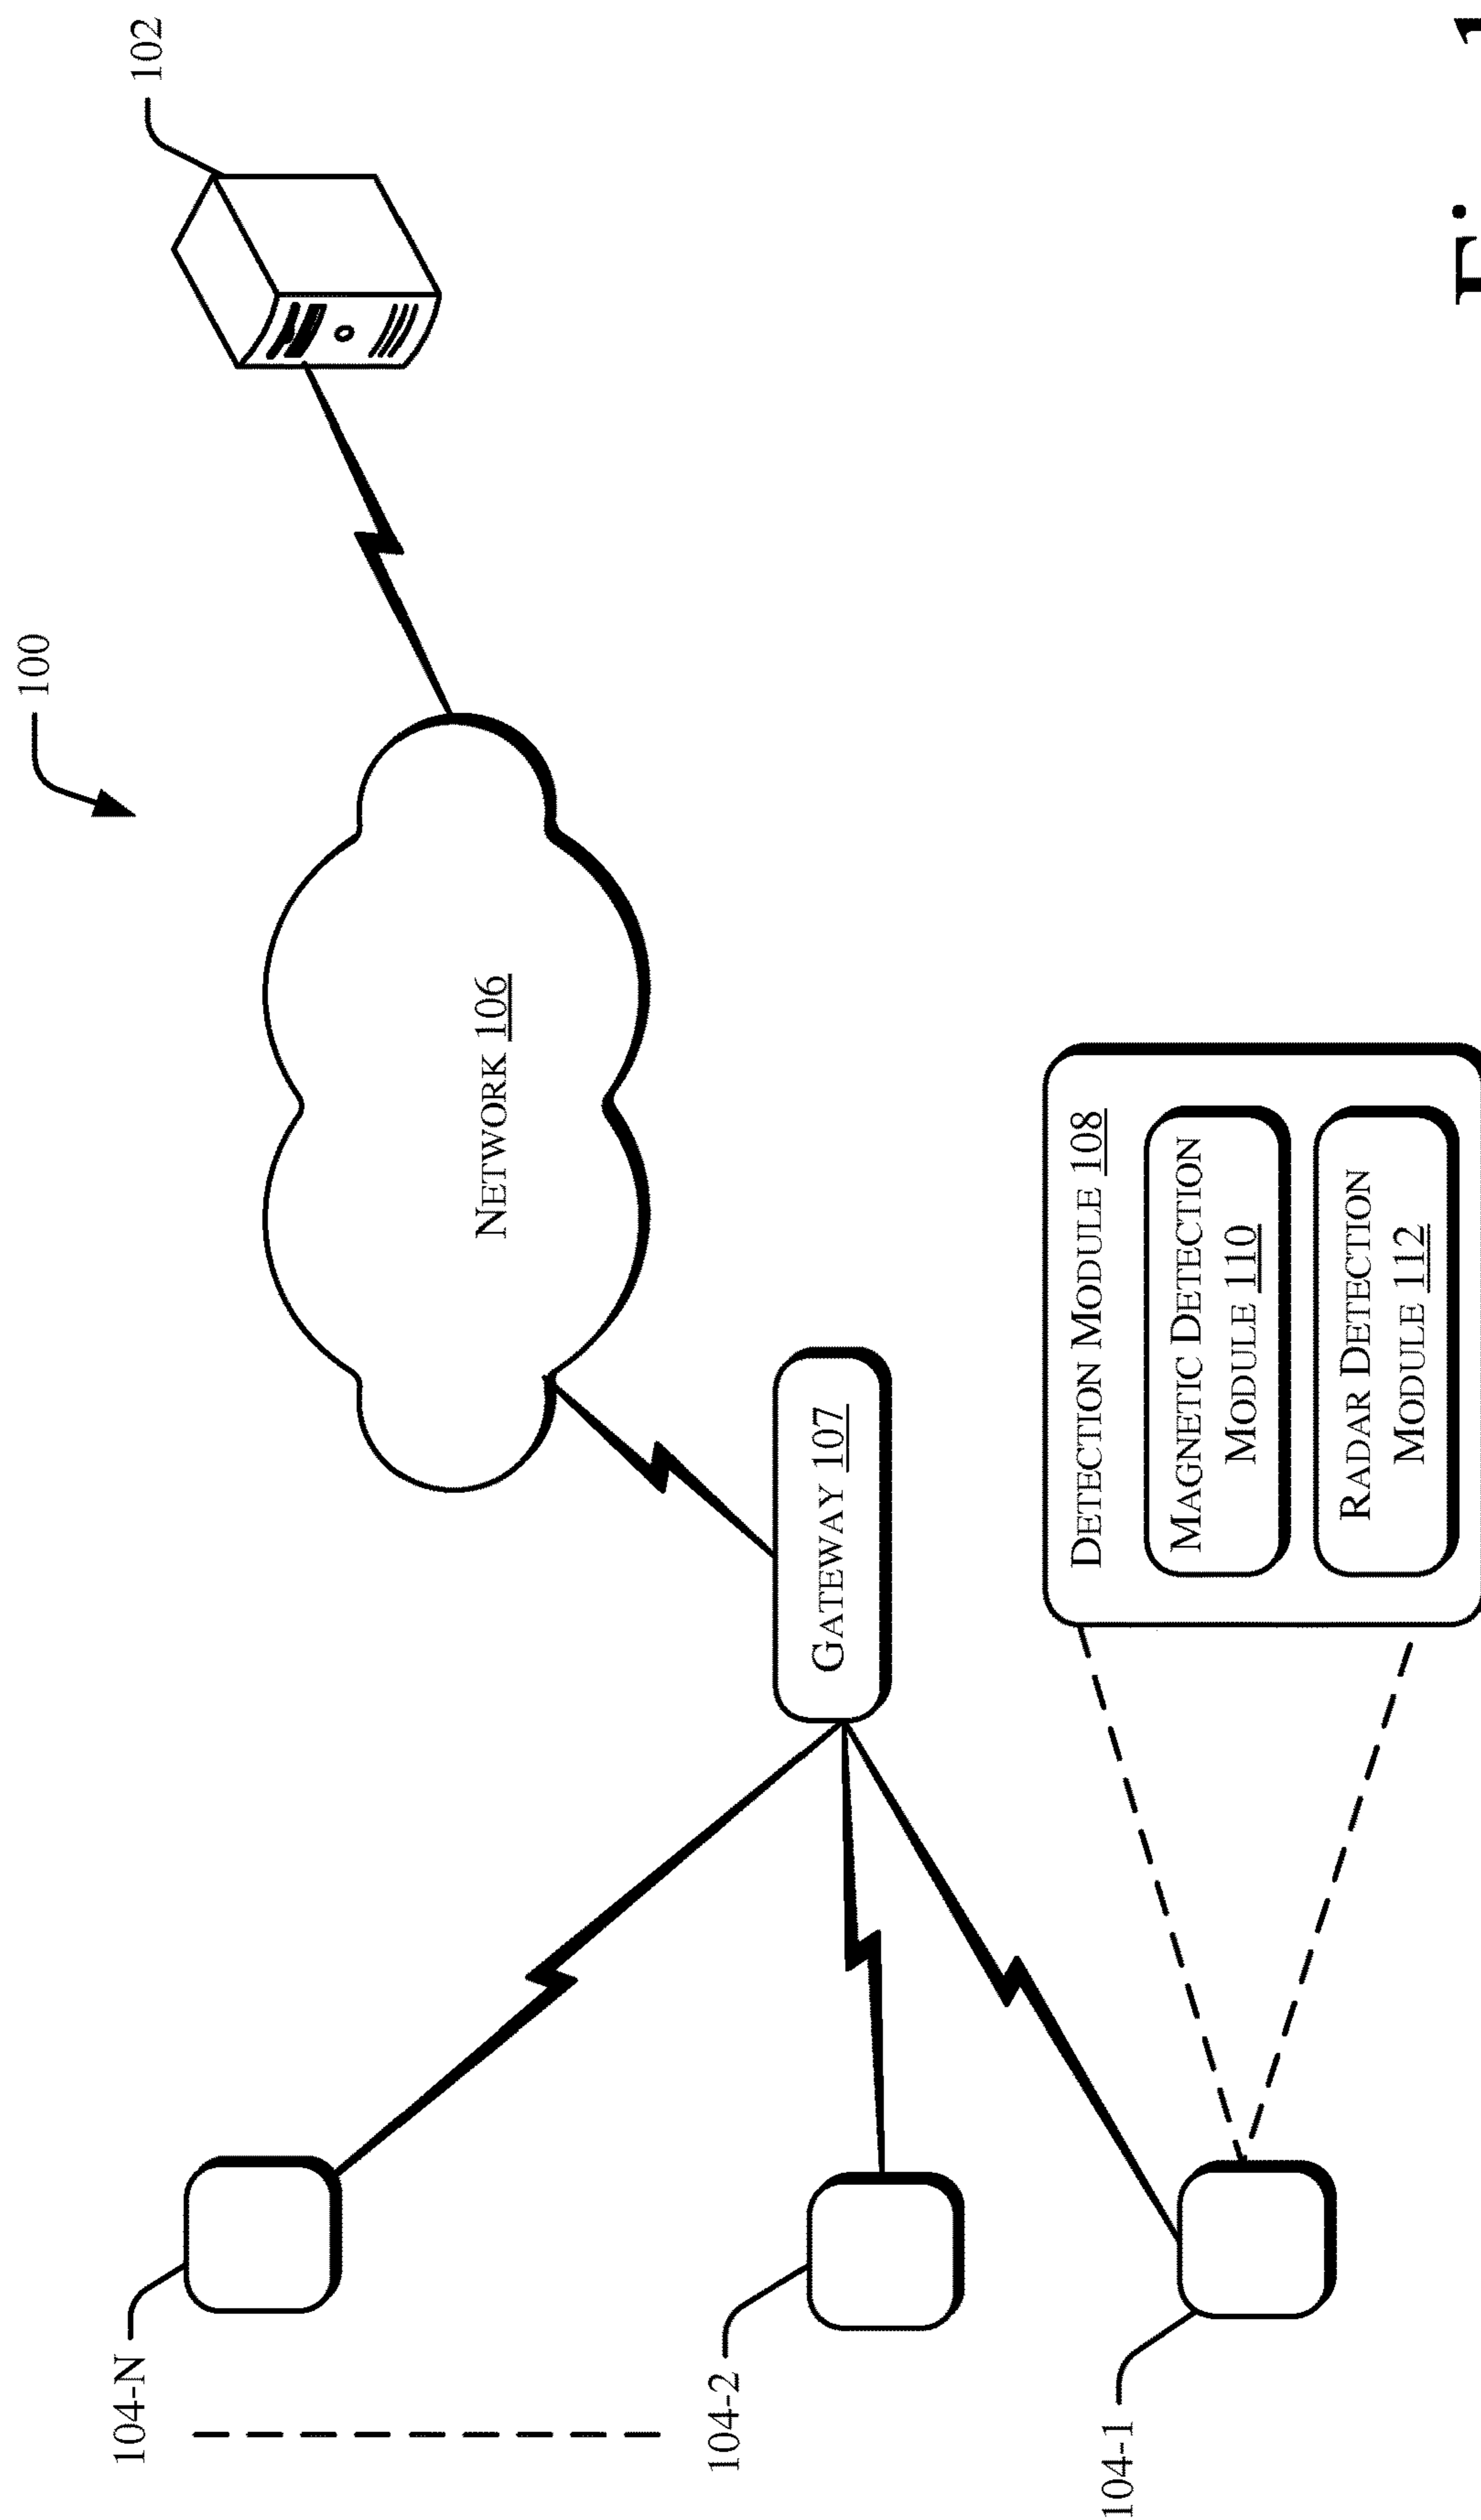 100
102
104-N
NETWORK 106
104-2
GATEWAY 107
104-1
DETECTION MODULE 108
MAGNETIC DETECTION
MODULE 110
RADAR DETECTION
MODULE 112